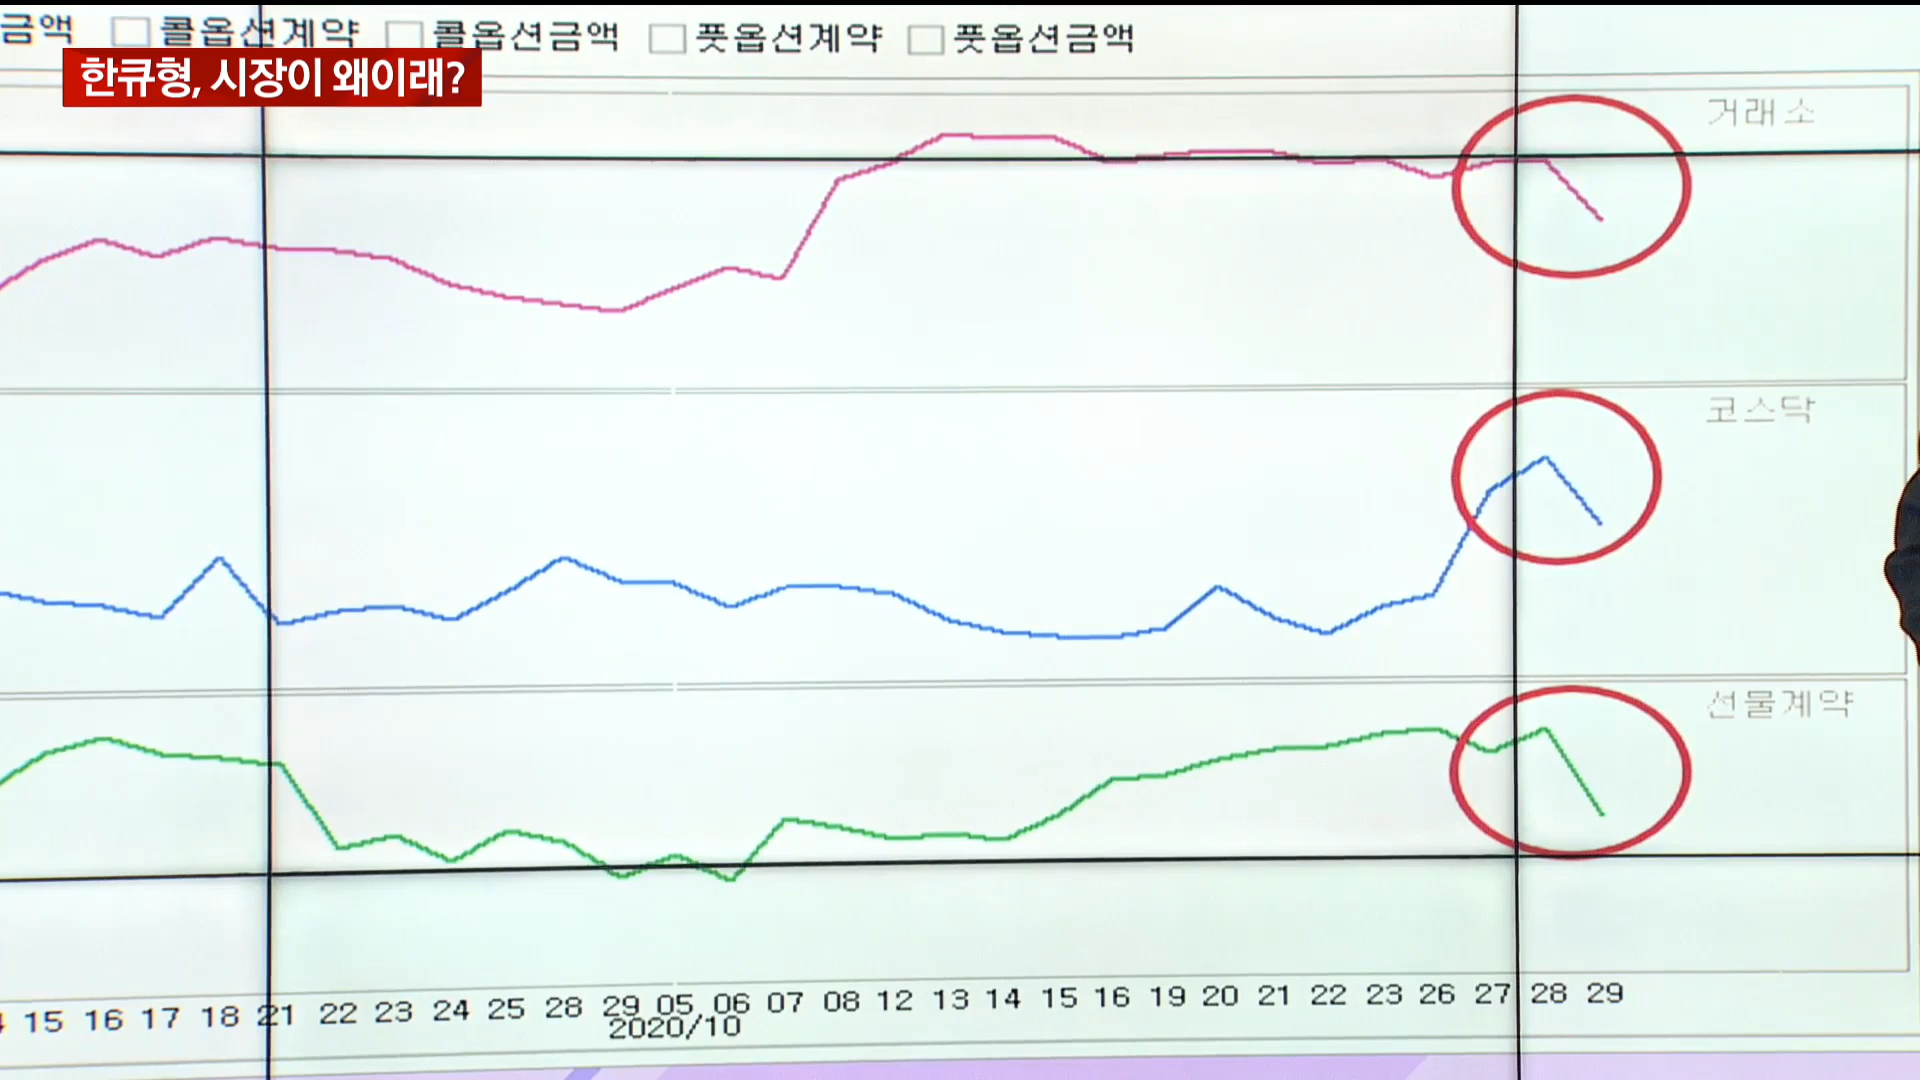 금액 콜옵션계약 콜옵션금액 풋옵션계약 풋옵션금액
한큐형, 시장이 왜이래?
거래소
코스닥
선물계약
15 16 17 18 21 22 23 24 25 28 29 05 06 07 08 12 13 14 15 16 19 20 21 22 23 26 27 28 29
2020/10